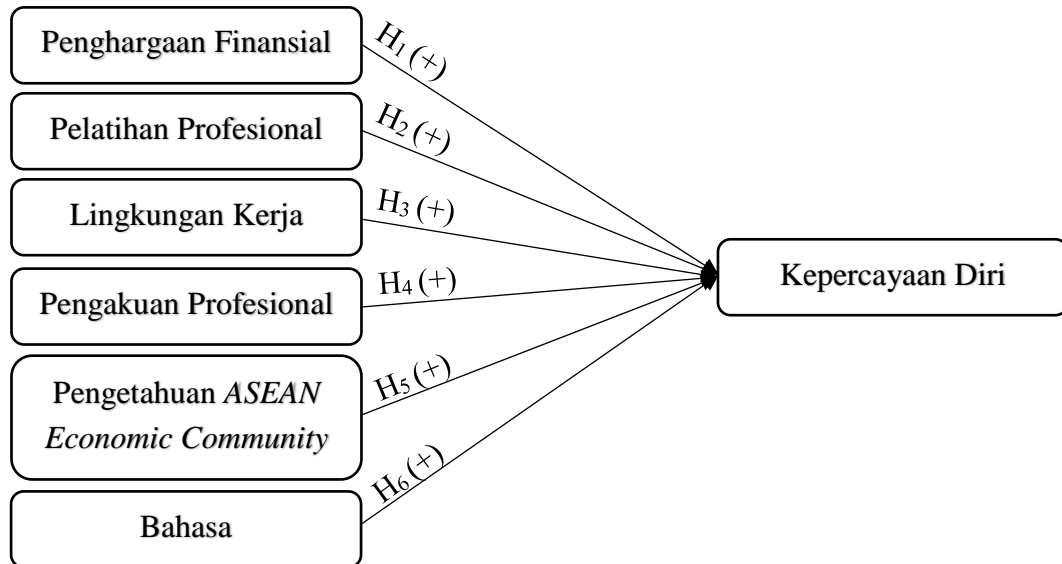 Penghargaan Finansial
H1 (+)
Pelatihan Profesional
H2 (+)
Lingkungan Kerja
H3 (+)
Pengakuan Profesional
H4 (+)
Kepercayaan Diri
Pengetahuan ASEAN
Economic Community
H5 (+)
Bahasa
H6 (+)